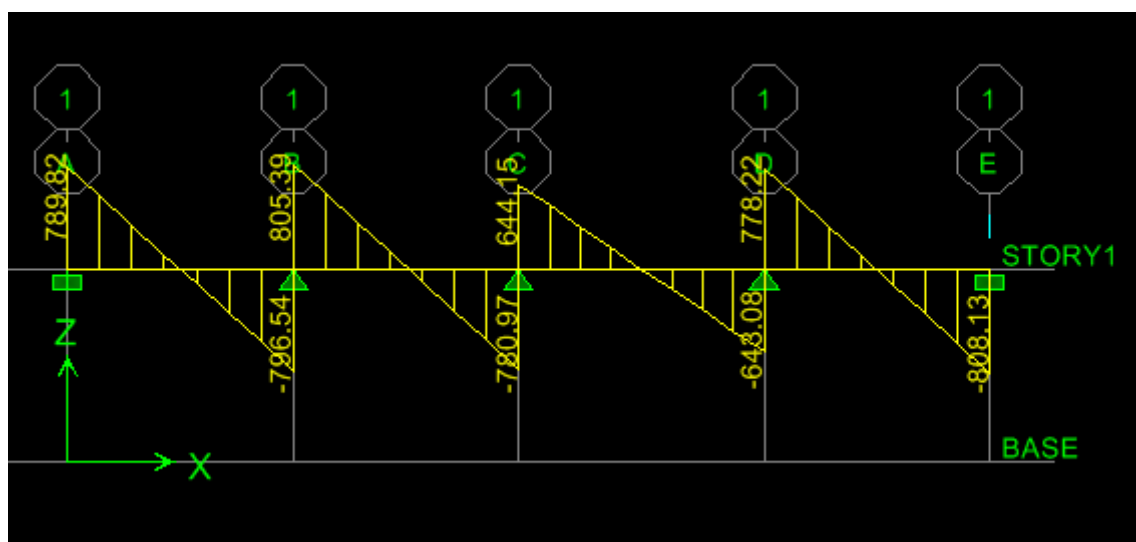 1 1 1 1 1
A B C D E
789.82 805.39 644.15 778.22
STORY1
-796.54 -780.97 -643.08 -808.13
Z
X
BASE